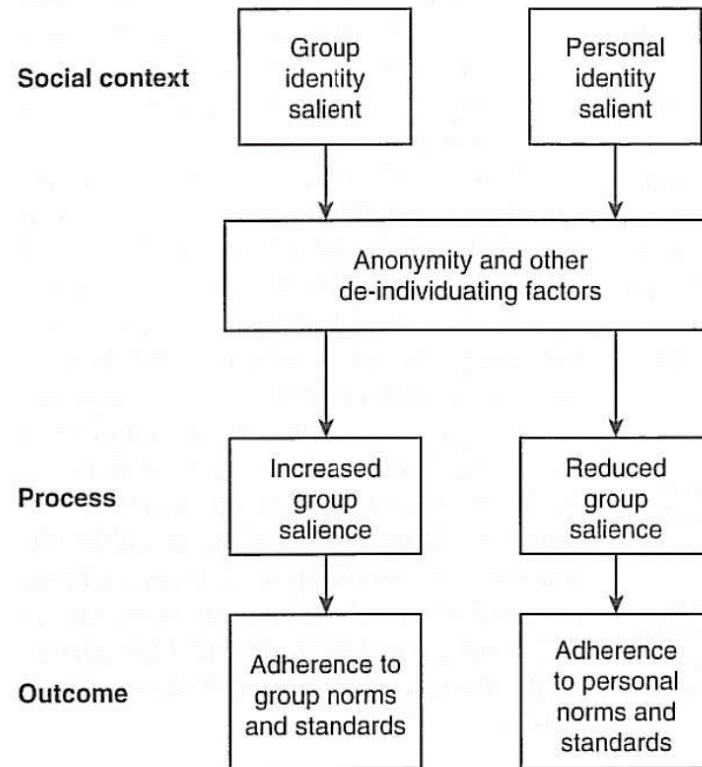 Social context
Group
identity
salient
Personal
identity
salient
Anonymity and other
de-individuating factors
Process
Increased
group
salience
Reduced
group
salience
Outcome
Adherence to
group norms
and standards
Adherence
to personal
norms and
standards